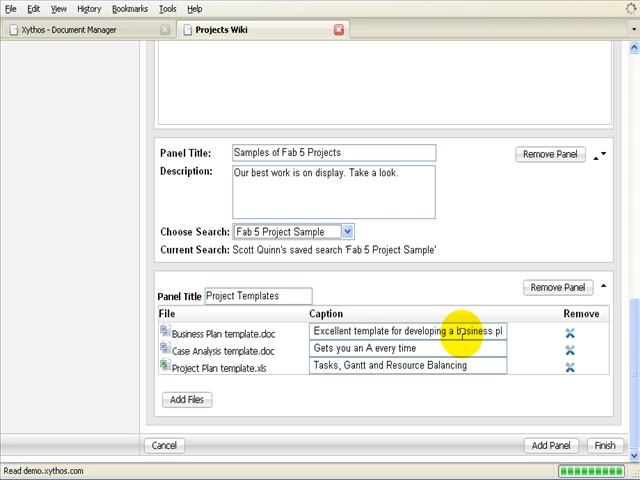 File Edit View History Bookmarks Tools Help
Xythos - Document Manager Projects Wiki
Panel Title: Samples of Fab 5 Projects Remove Panel
Description: Our best work is on display. Take a look.
Choose Search: Fab 5 Project Sample
Current Search: Scott Quinn's saved search 'Fab 5 Project Sample'
Remove Panel
Panel Title Project Templates
File Caption Remove
Business Plan template.doc Excellent template for developing a business pl
Case Analysis template.doc Gets you an A every time
Project Plan template.xls Tasks, Gantt and Resource Balancing
Add Files
Cancel Add Panel Finish
Read demo.xythos.com